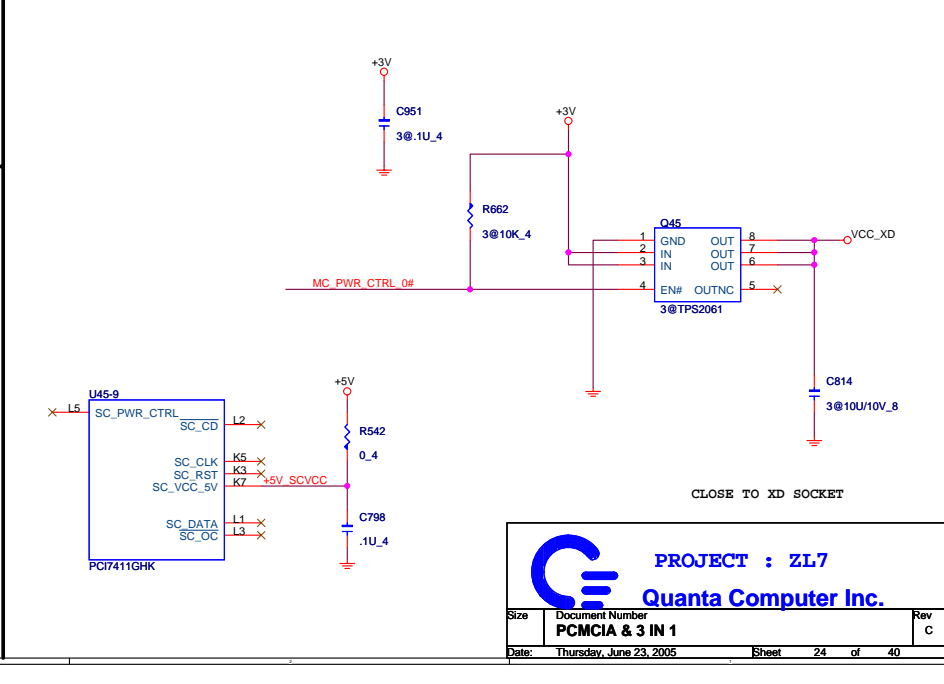 +3V
C951
3@.1U_4
+3V
R662
3@10K_4
MC_PWR_CTRL_0#
Q45
1 GND OUT 8
2 IN OUT 7
3 IN OUT 6
4 EN# OUTNC 5
3@TPS2061
VCC_XD
C814
3@10U/10V_8
CLOSE TO XD SOCKET
U45-9
L5 SC_PWR_CTRL
SC_CD L2
SC_CLK K5
SC_RST K3
SC_VCC_5V K7
SC_DATA L1
SC_OC L3
PCI7411GHK
+5V_SCVCC
+5V
R542
0_4
C798
.1U_4
PROJECT : ZL7
Quanta Computer Inc.
Size Document Number Rev
PCMCIA & 3 IN 1 C
Date: Thursday, June 23, 2005 Sheet 24 of 40